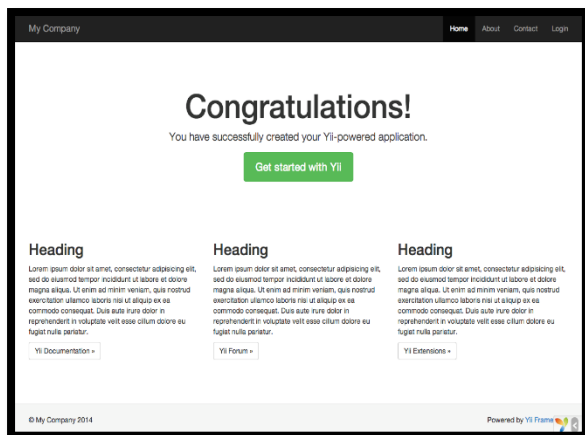 My Company
Home About Contact Login
Congratulations!
You have successfully created your Yii-powered application.
Get started with Yii
Heading
Lorem ipsum dolor sit amet, consectetur adipisicing elit,
sed do eiusmod tempor incididunt ut labore et dolore
magna aliqua. Ut enim ad minim veniam, quis nostrud
exercitation ullamco laboris nisi ut aliquip ex ea
commodo consequat. Duis aute irure dolor in
reprehenderit in voluptate velit esse cillum dolore eu
fugiat nulla pariatur.
Yii Documentation »
Heading
Lorem ipsum dolor sit amet, consectetur adipisicing elit,
sed do eiusmod tempor incididunt ut labore et dolore
magna aliqua. Ut enim ad minim veniam, quis nostrud
exercitation ullamco laboris nisi ut aliquip ex ea
commodo consequat. Duis aute irure dolor in
reprehenderit in voluptate velit esse cillum dolore eu
fugiat nulla pariatur.
Yii Forum »
Heading
Lorem ipsum dolor sit amet, consectetur adipisicing elit,
sed do eiusmod tempor incididunt ut labore et dolore
magna aliqua. Ut enim ad minim veniam, quis nostrud
exercitation ullamco laboris nisi ut aliquip ex ea
commodo consequat. Duis aute irure dolor in
reprehenderit in voluptate velit esse cillum dolore eu
fugiat nulla pariatur.
Yii Extensions »
© My Company 2014
Powered by Yii Frame